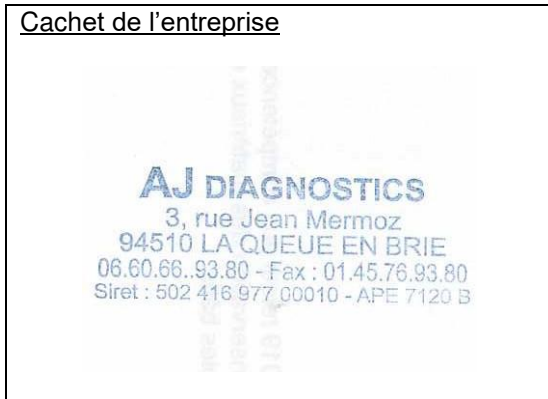 Cachet de l'entreprise
AJ DIAGNOSTICS
3, rue Jean Mermoz
94510 LA QUEUE EN BRIE
06.60.66..93.80 - Fax : 01.45.76.93.80
Siret : 502 416 977 00010 - APE 7120 B